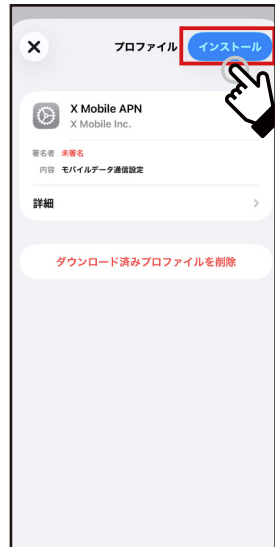 プロファイル
インストール
X Mobile APN
X Mobile Inc.
署名者 未署名
内容 モバイルデータ通信設定
詳細
ダウンロード済みプロファイルを削除